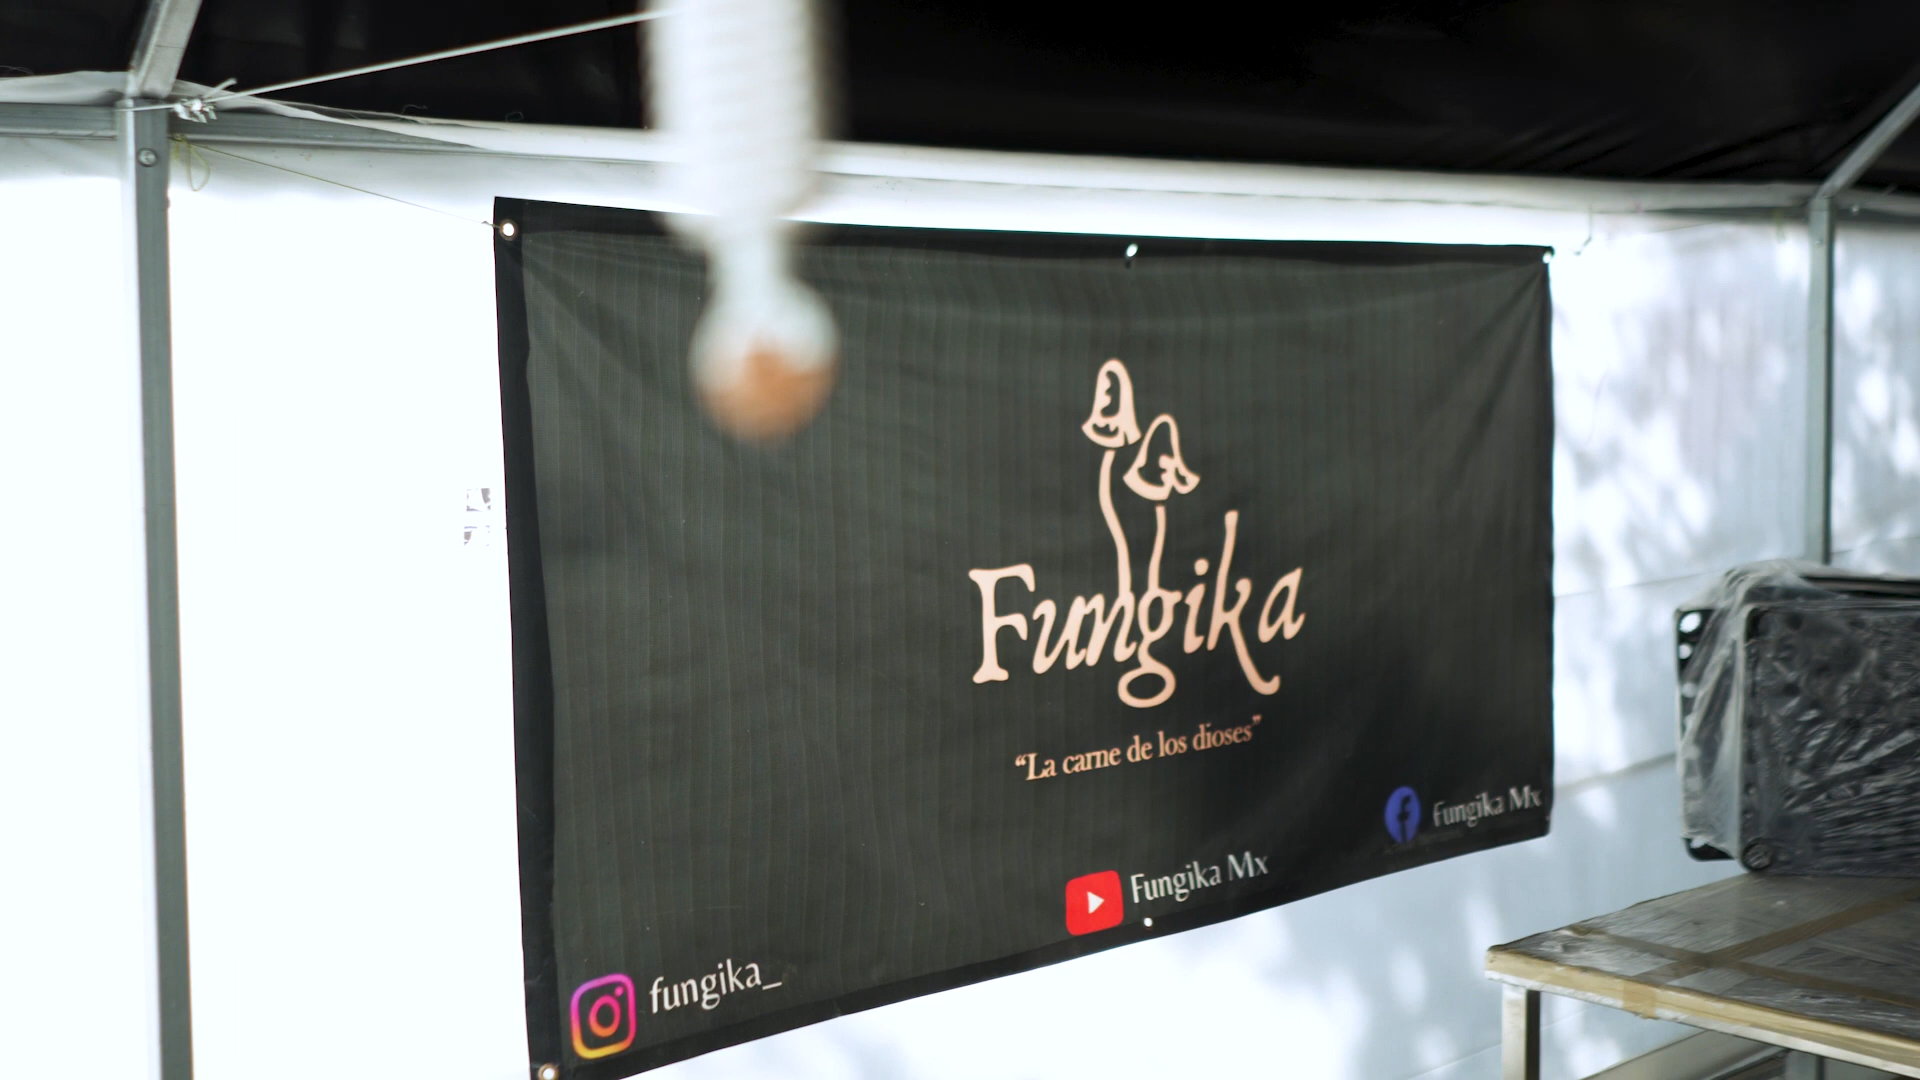 Fungika
“La carne de los dioses”
Fungika Mx
Fungika Mx
fungika_